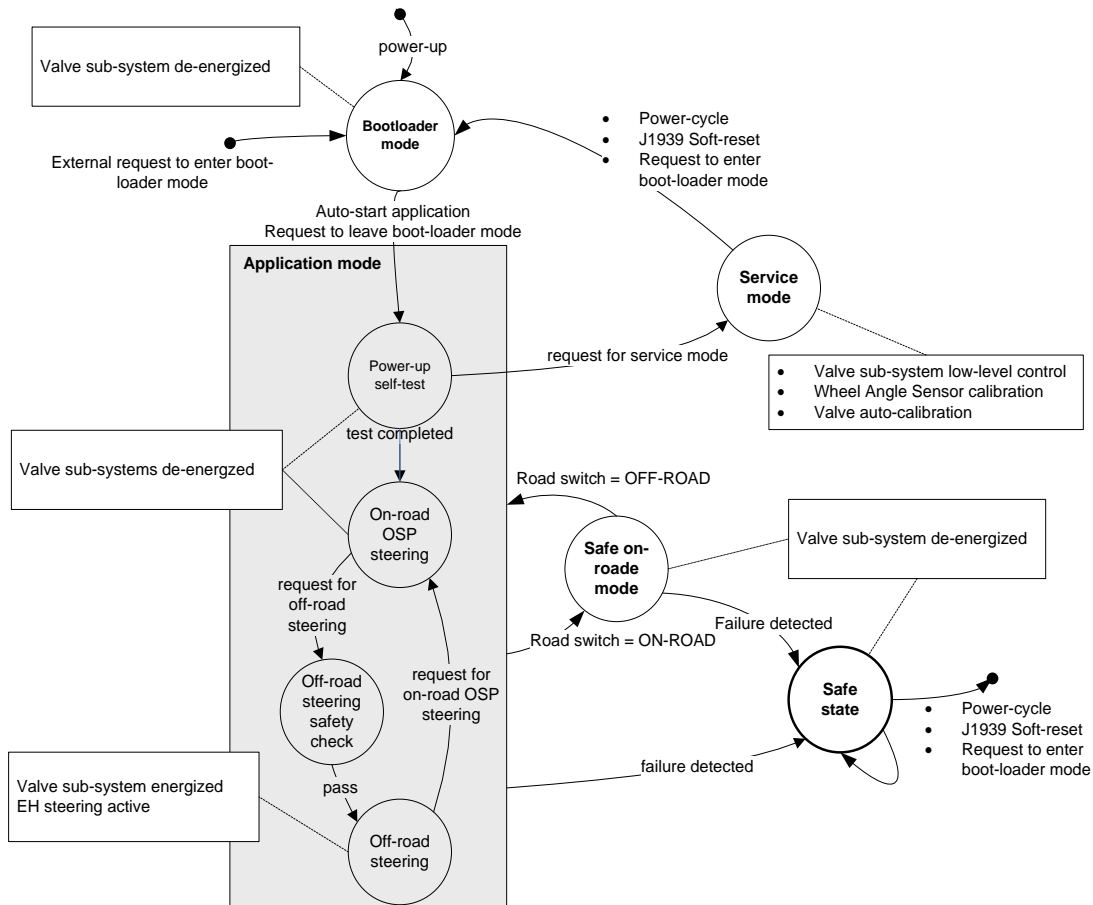 power-up
Valve sub-system de-energized
Bootloader
mode
External request to enter boot-
loader mode
• Power-cycle
• J1939 Soft-reset
• Request to enter
boot-loader mode
Auto-start application
Request to leave boot-loader mode
Application mode
Service
mode
Power-up
self-test
request for service mode
• Valve sub-system low-level control
• Wheel Angle Sensor calibration
• Valve auto-calibration
test completed
Valve sub-systems de-energzed
On-road
OSP
steering
Road switch = OFF-ROAD
Safe on-
roade
mode
Valve sub-system de-energized
request for
off-road
steering
Road switch = ON-ROAD
Failure detected
request for
on-road OSP
steering
Off-road
steering
safety
check
Safe
state
• Power-cycle
• J1939 Soft-reset
• Request to enter
boot-loader mode
failure detected
pass
Valve sub-system energized
EH steering active
Off-road
steering